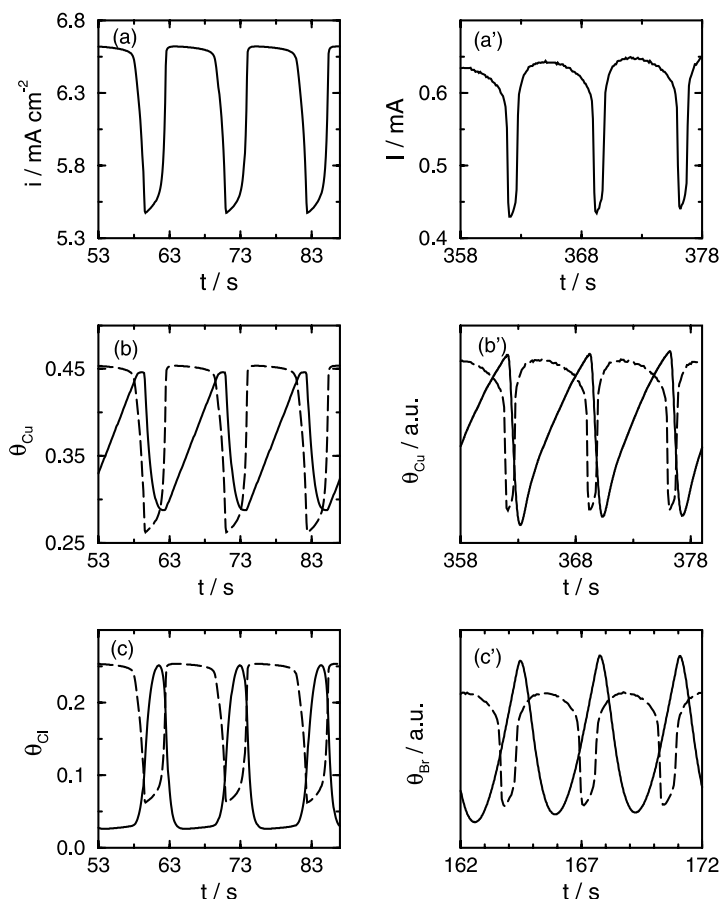 (a)
6.8
6.3
5.8
5.3
i / mA cm⁻²
53 63 73 83
t / s
(a’)
0.6
0.5
0.4
I / mA
358 368 378
t / s
(b)
0.45
0.35
0.25
θCu
53 63 73 83
t / s
(b’)
θCu / a.u.
358 368 378
t / s
(c)
0.2
0.1
0.0
θCl
53 63 73 83
t / s
(c’)
θBr / a.u.
162 167 172
t / s